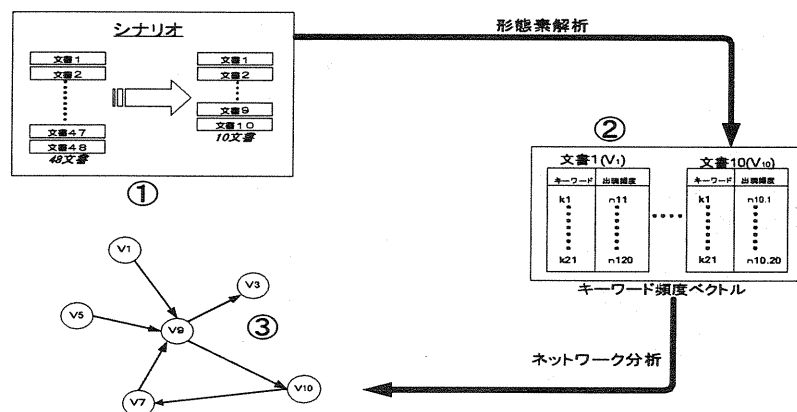 シナリオ
文書1
文書2
文書47
文書48
48文書
文書1
文書2
文書9
文書10
10文書
①
形態素解析
②
文書1(V₁)
キーワード 出現頻度
k1 n11
k21 n120
文書10(V₁₀)
キーワード 出現頻度
k1 n10.1
k21 n10.20
キーワード頻度ベクトル
ネットワーク分析
③
V1
V3
V5
V9
V7
V10